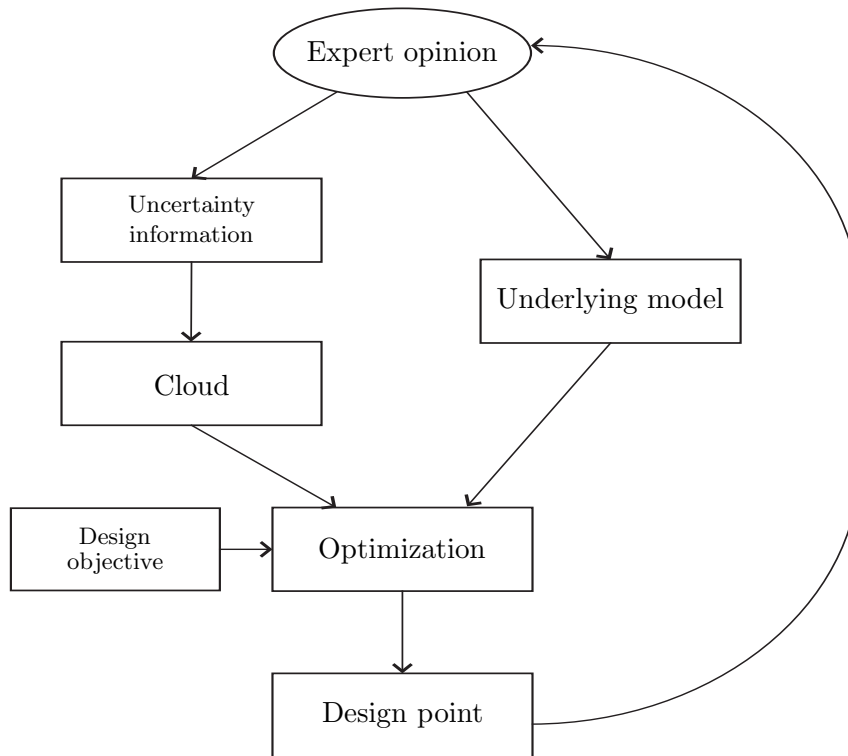 Expert opinion
Uncertainty
information
Underlying model
Cloud
Design
objective
Optimization
Design point